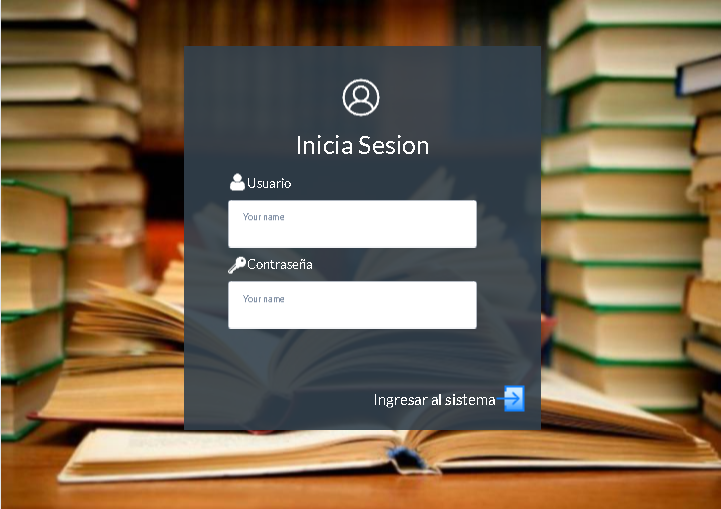 Inicia Sesion
Usuario
Your name
Contraseña
Your name
Ingresar al sistema